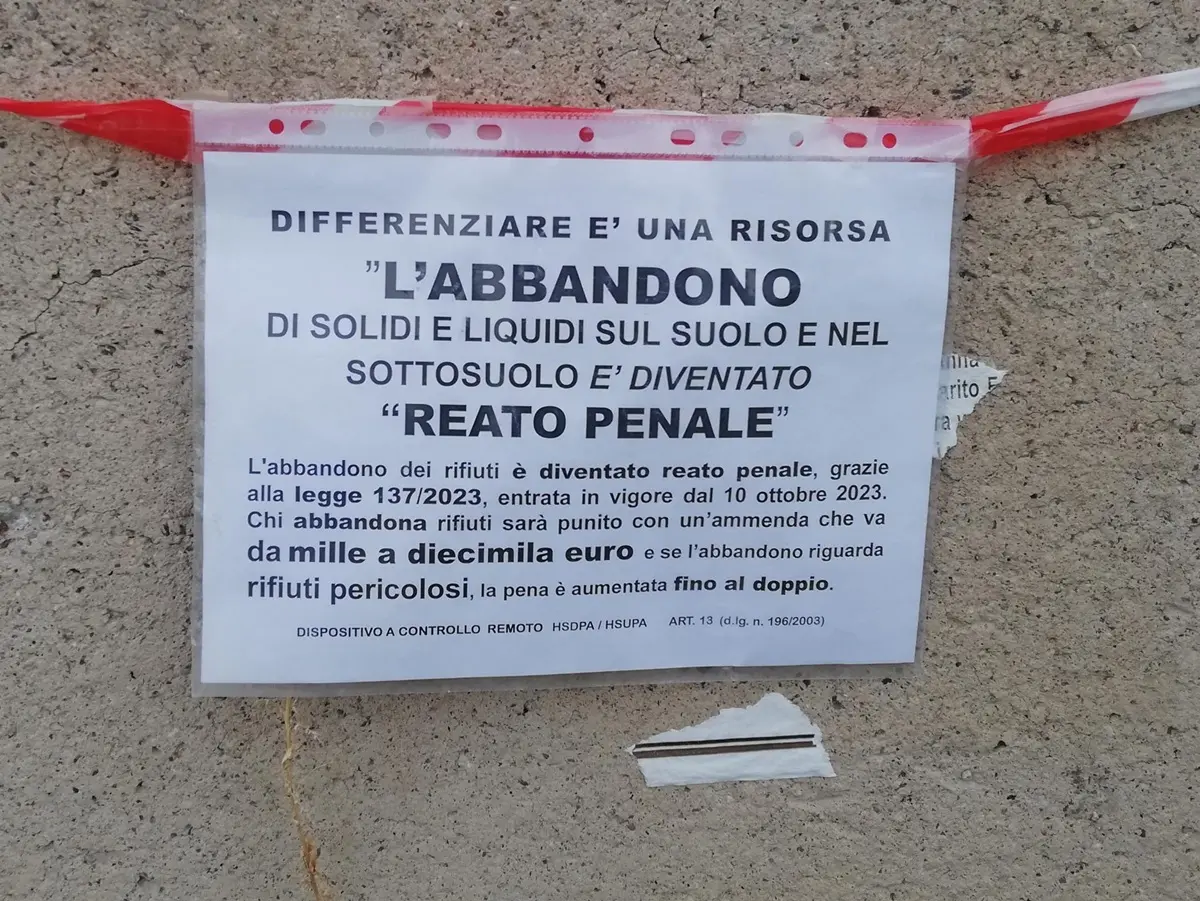 DIFFERENZIARE E' UNA RISORSA
”L’ABBANDONO
DI SOLIDI E LIQUIDI SUL SUOLO E NEL
SOTTOSUOLO E’ DIVENTATO
“REATO PENALE”
L'abbandono dei rifiuti è diventato reato penale, grazie
alla legge 137/2023, entrata in vigore dal 10 ottobre 2023.
Chi abbandona rifiuti sarà punito con un’ammenda che va
da mille a diecimila euro e se l’abbandono riguarda
rifiuti pericolosi, la pena è aumentata fino al doppio.
DISPOSITIVO A CONTROLLO REMOTO HSDPA / HSUPA ART. 13 (d.lg. n. 196/2003)